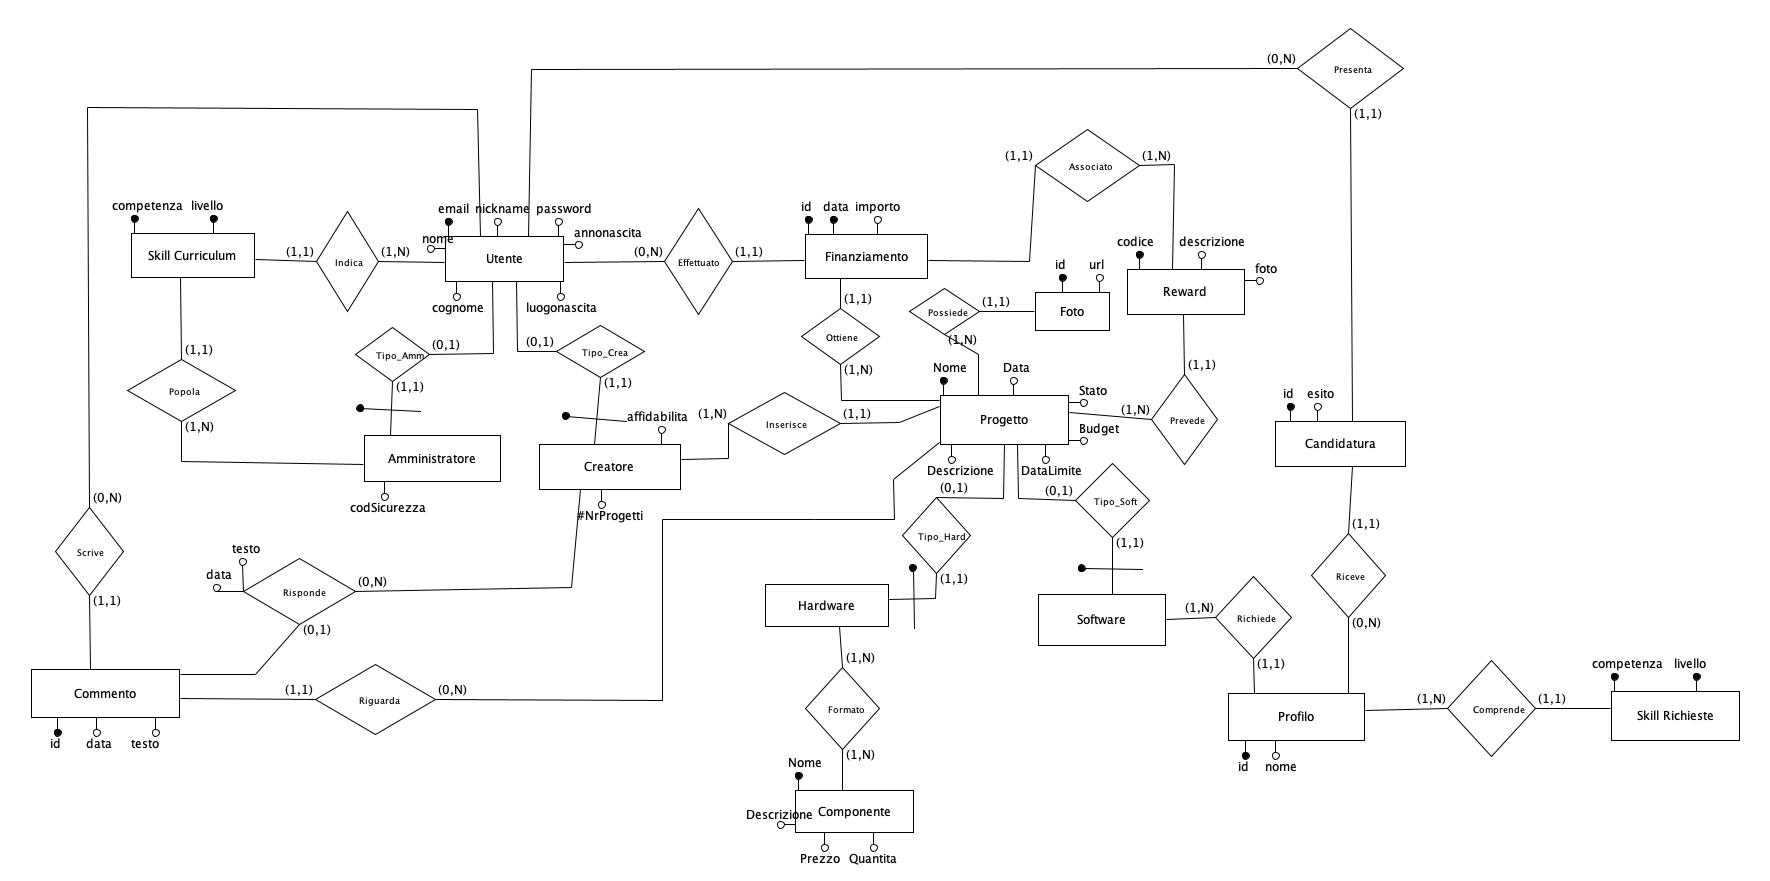 (0,N)
Presenta
(1,1)
(1,1)
Associato
(1,N)
competenza livello
Skill Curriculum
(1,1)
Indica
(1,N)
email nickname password
nome
annonascita
Utente
cognome
luogonascita
(0,N)
Effettuato
(1,1)
id data importo
Finanziamento
codice descrizione
foto
Reward
id url
Foto
(1,1)
Possiede
(1,N)
(1,1)
Ottiene
(1,N)
(0,1)
Tipo_Amm
(1,1)
(0,1)
Tipo_Crea
(1,1)
(1,1)
Popola
(1,N)
Nome
Data
Stato
Budget
Progetto
Descrizione
DataLimite
(1,1)
Prevede
(1,N)
id esito
Candidatura
(1,N)
Inserisce
(1,1)
affidabilita
Creatore
#NrProgetti
Amministratore
codSicurezza
(0,N)
Scrive
(1,1)
testo
data
Risponde
(0,N)
(0,1)
(0,1)
Tipo_Hard
(1,1)
(0,1)
Tipo_Soft
(1,1)
(1,1)
Riceve
(0,N)
Hardware
Software
(1,N)
Richiede
(1,1)
Commento
id data testo
(1,1)
Riguarda
(0,N)
(1,N)
Formato
(1,N)
Profilo
id nome
(1,N)
Comprende
(1,1)
competenza livello
Skill Richieste
Nome
Descrizione
Componente
Prezzo Quantita